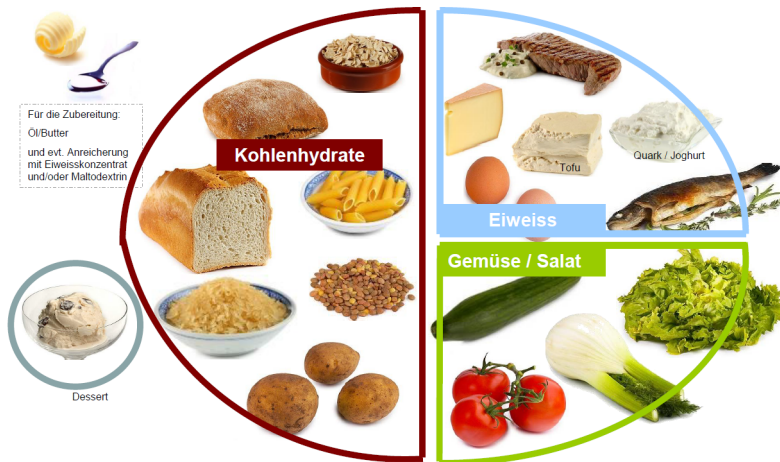 Für die Zubereitung:
Öl/Butter
und evt. Anreicherung
mit Eiweisskonzentrat
und/oder Maltodextrin
Kohlenhydrate
Tofu
Quark / Joghurt
Eiweiss
Gemüse / Salat
Dessert